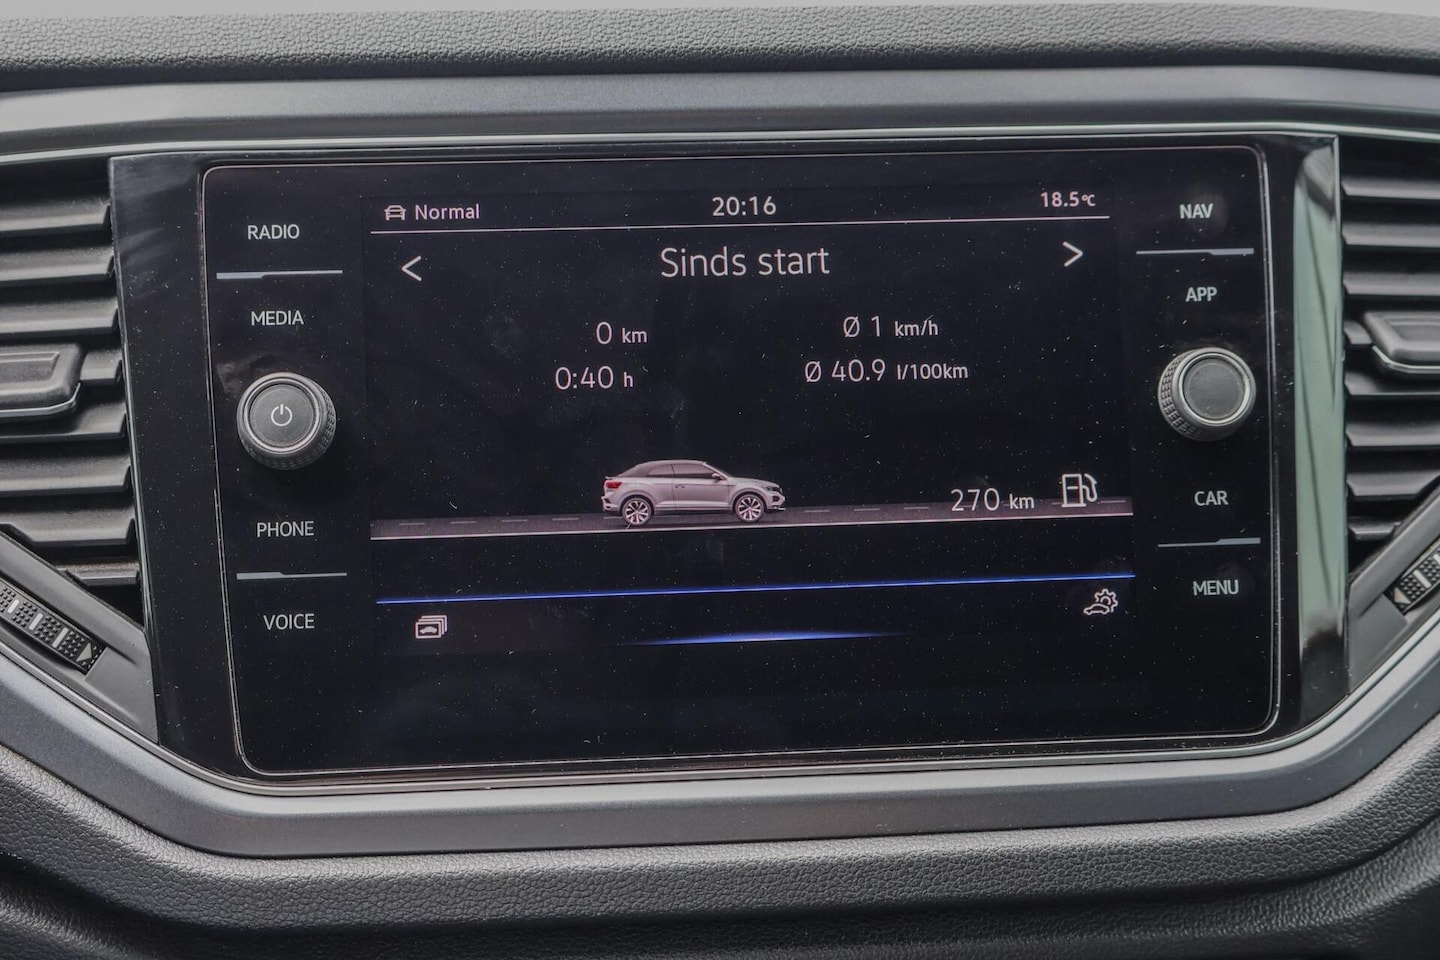 RADIO
MEDIA
PHONE
VOICE
Normal
20:16
18.5°C
< Sinds start >
0 km
Ø 1 km/h
0:40 h
Ø 40.9 l/100km
270 km
NAV
APP
CAR
MENU